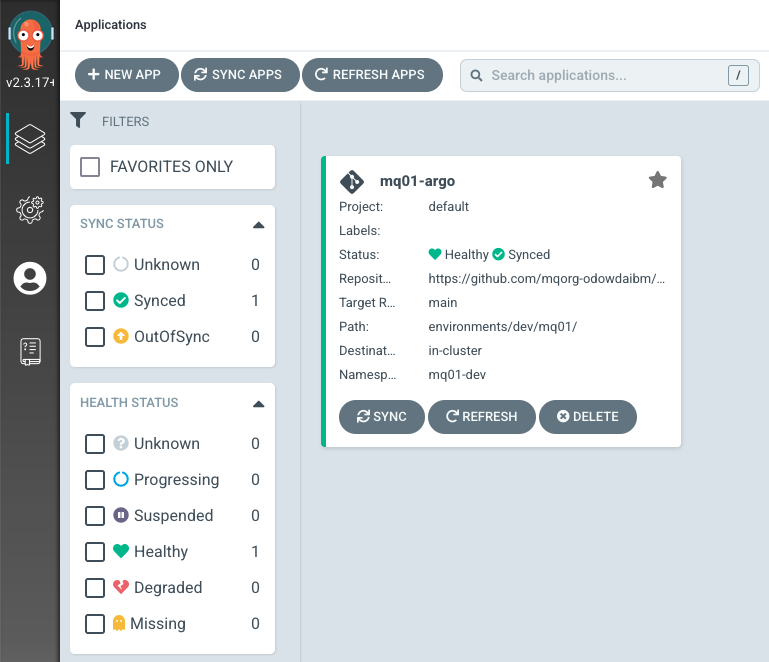 v2.3.17+
Applications
NEW APP
SYNC APPS
REFRESH APPS
Search applications...
/
FILTERS
FAVORITES ONLY
SYNC STATUS
Unknown 0
Synced 1
OutOfSync 0
HEALTH STATUS
Unknown 0
Progressing 0
Suspended 0
Healthy 1
Degraded 0
Missing 0
mq01-argo
Project: default
Labels:
Status: Healthy Synced
Reposit... https://github.com/mqorg-odowdaibm/...
Target R... main
Path: environments/dev/mq01/
Destinat... in-cluster
Namesp... mq01-dev
SYNC
REFRESH
DELETE